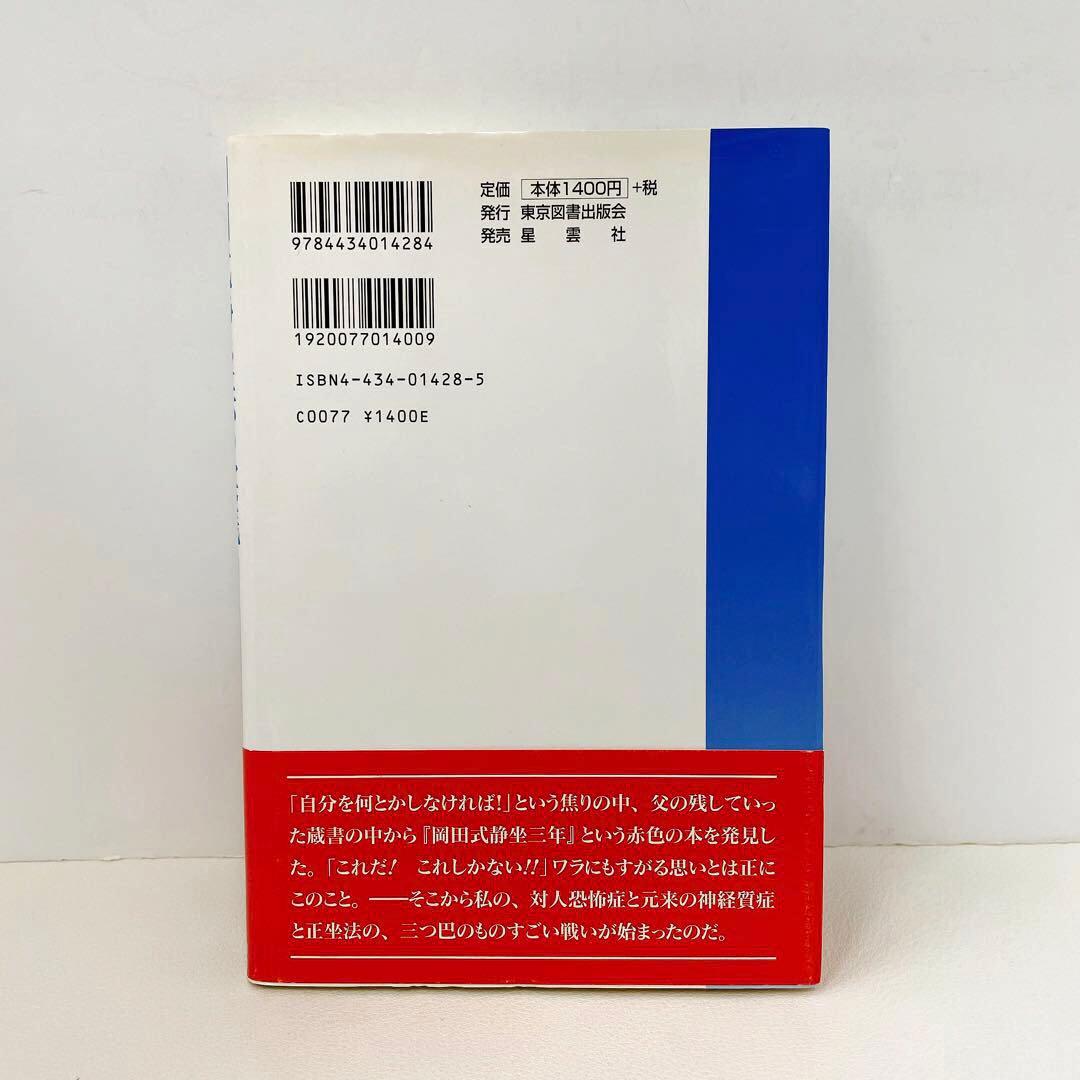 定価 本体1400円 +税
発行 東京図書出版会
発売 星雲社
9784434014284
1920077014009
ISBN4-434-01428-5
C0077 ¥1400E
「自分を何とかしなければ!」という焦りの中、父の残していっ
た蔵書の中から『岡田式静坐三年』という赤色の本を発見し
た。「これだ! これしかない!!」ワラにもすがる思いとは正に
このこと。——そこから私の、対人恐怖症と元来の神経質症
と正坐法の、三つ巴のものすごい戦いが始まったのだ。